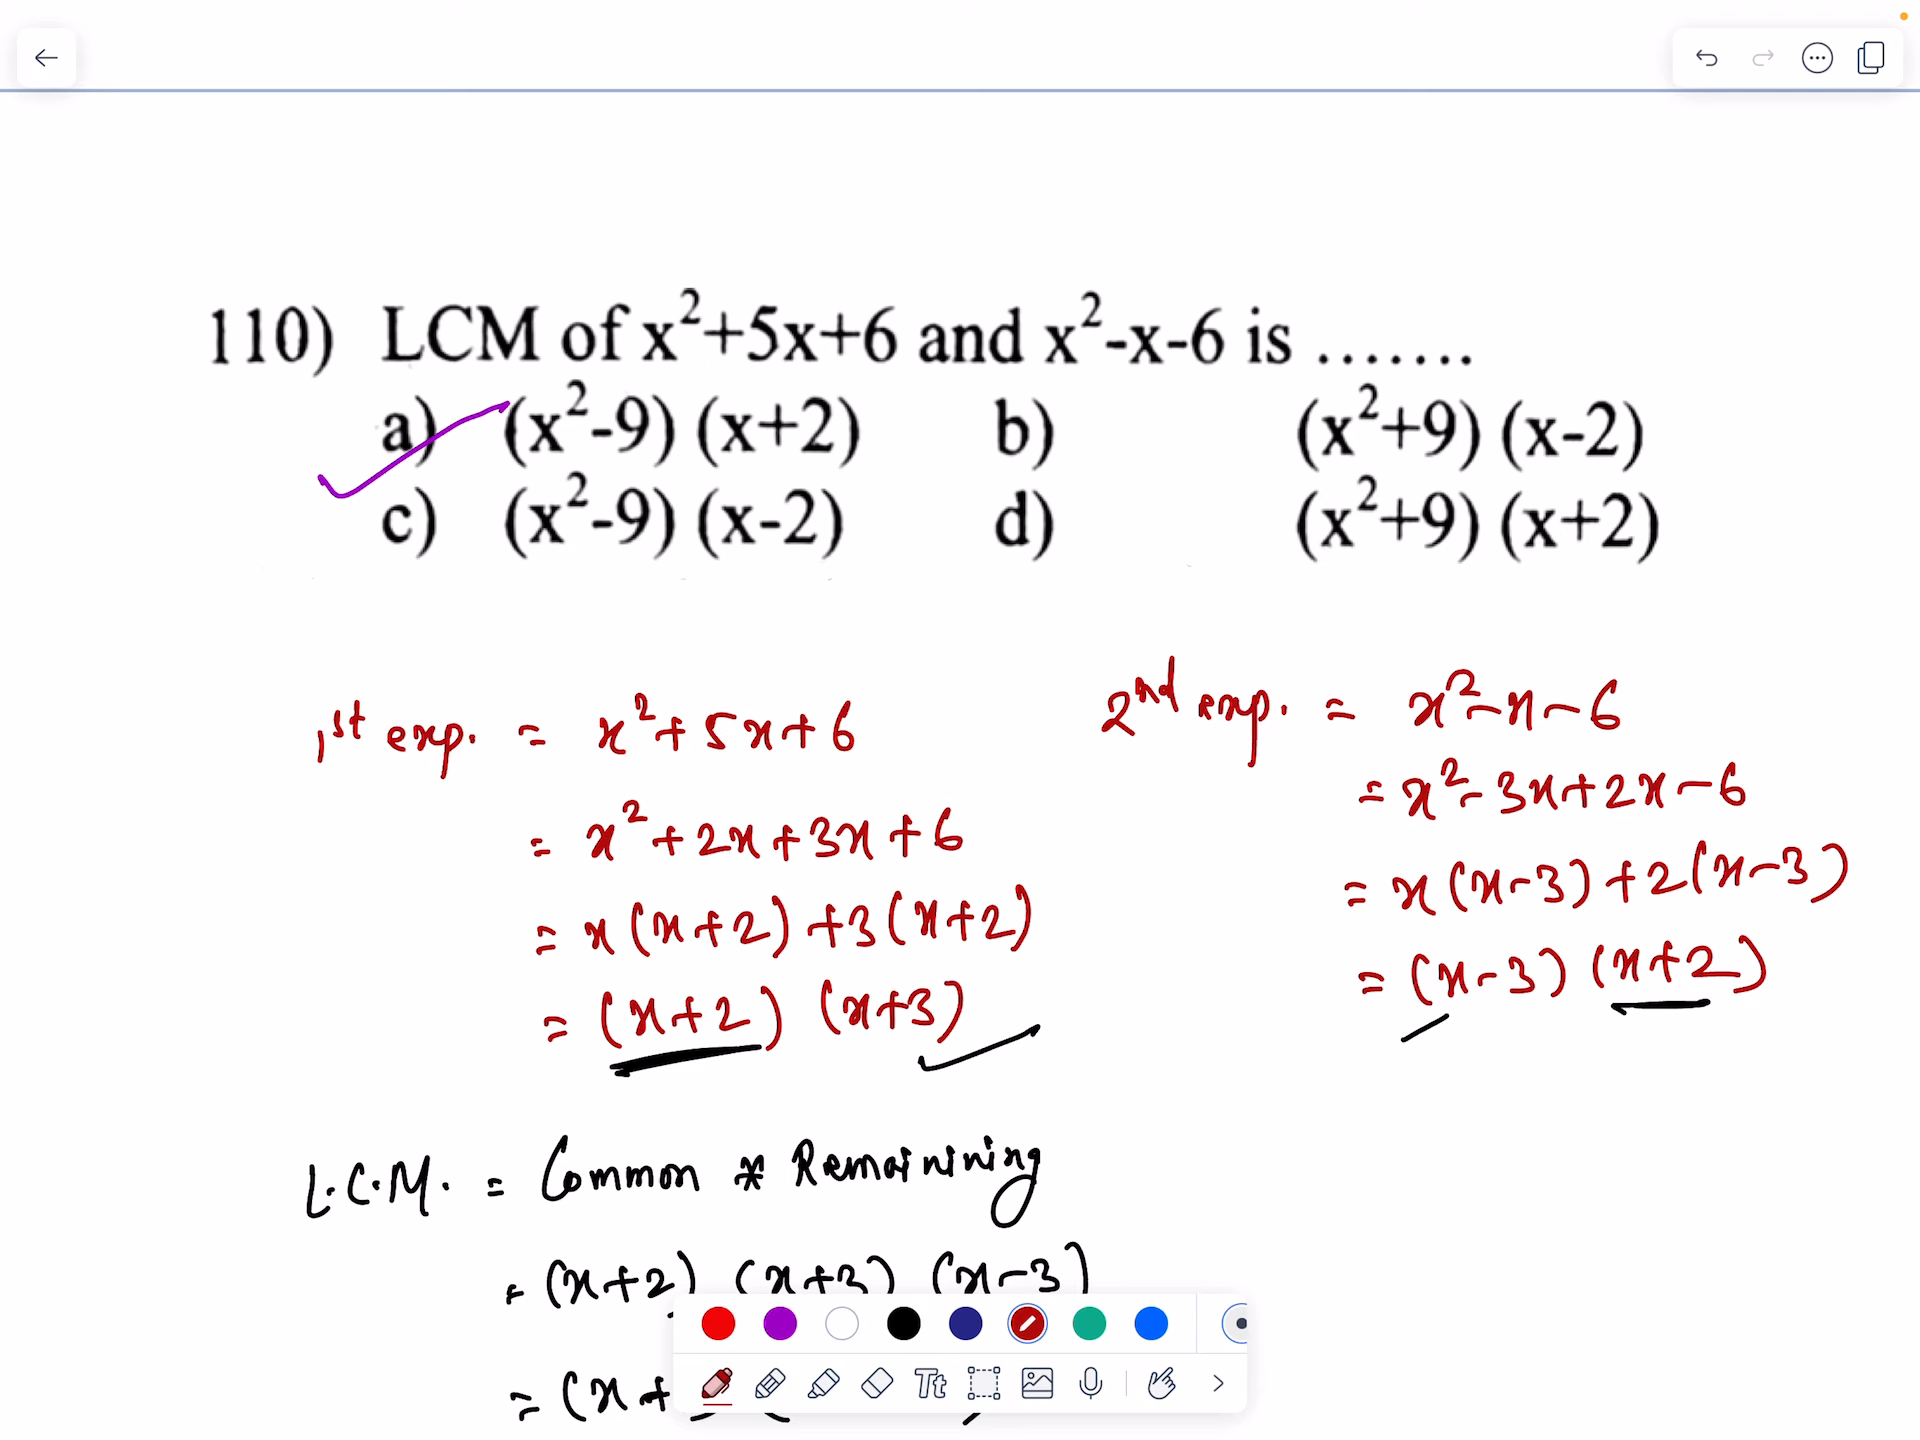 110) LCM of x²+5x+6 and x²-x-6 is .......
a) (x²-9) (x+2) b) (x²+9) (x-2)
c) (x²-9) (x-2) d) (x²+9) (x+2)
1st exp. = x²+5x+6
= x²+2x+3x+6
= x(x+2)+3(x+2)
= (x+2) (x+3)
2nd exp. = x²-x-6
= x²-3x+2x-6
= x(x-3)+2(x-3)
= (x-3) (x+2)
L.C.M. = Common * Remainining
= (x+2) (x+3) (x-3)
= (x+
Tt